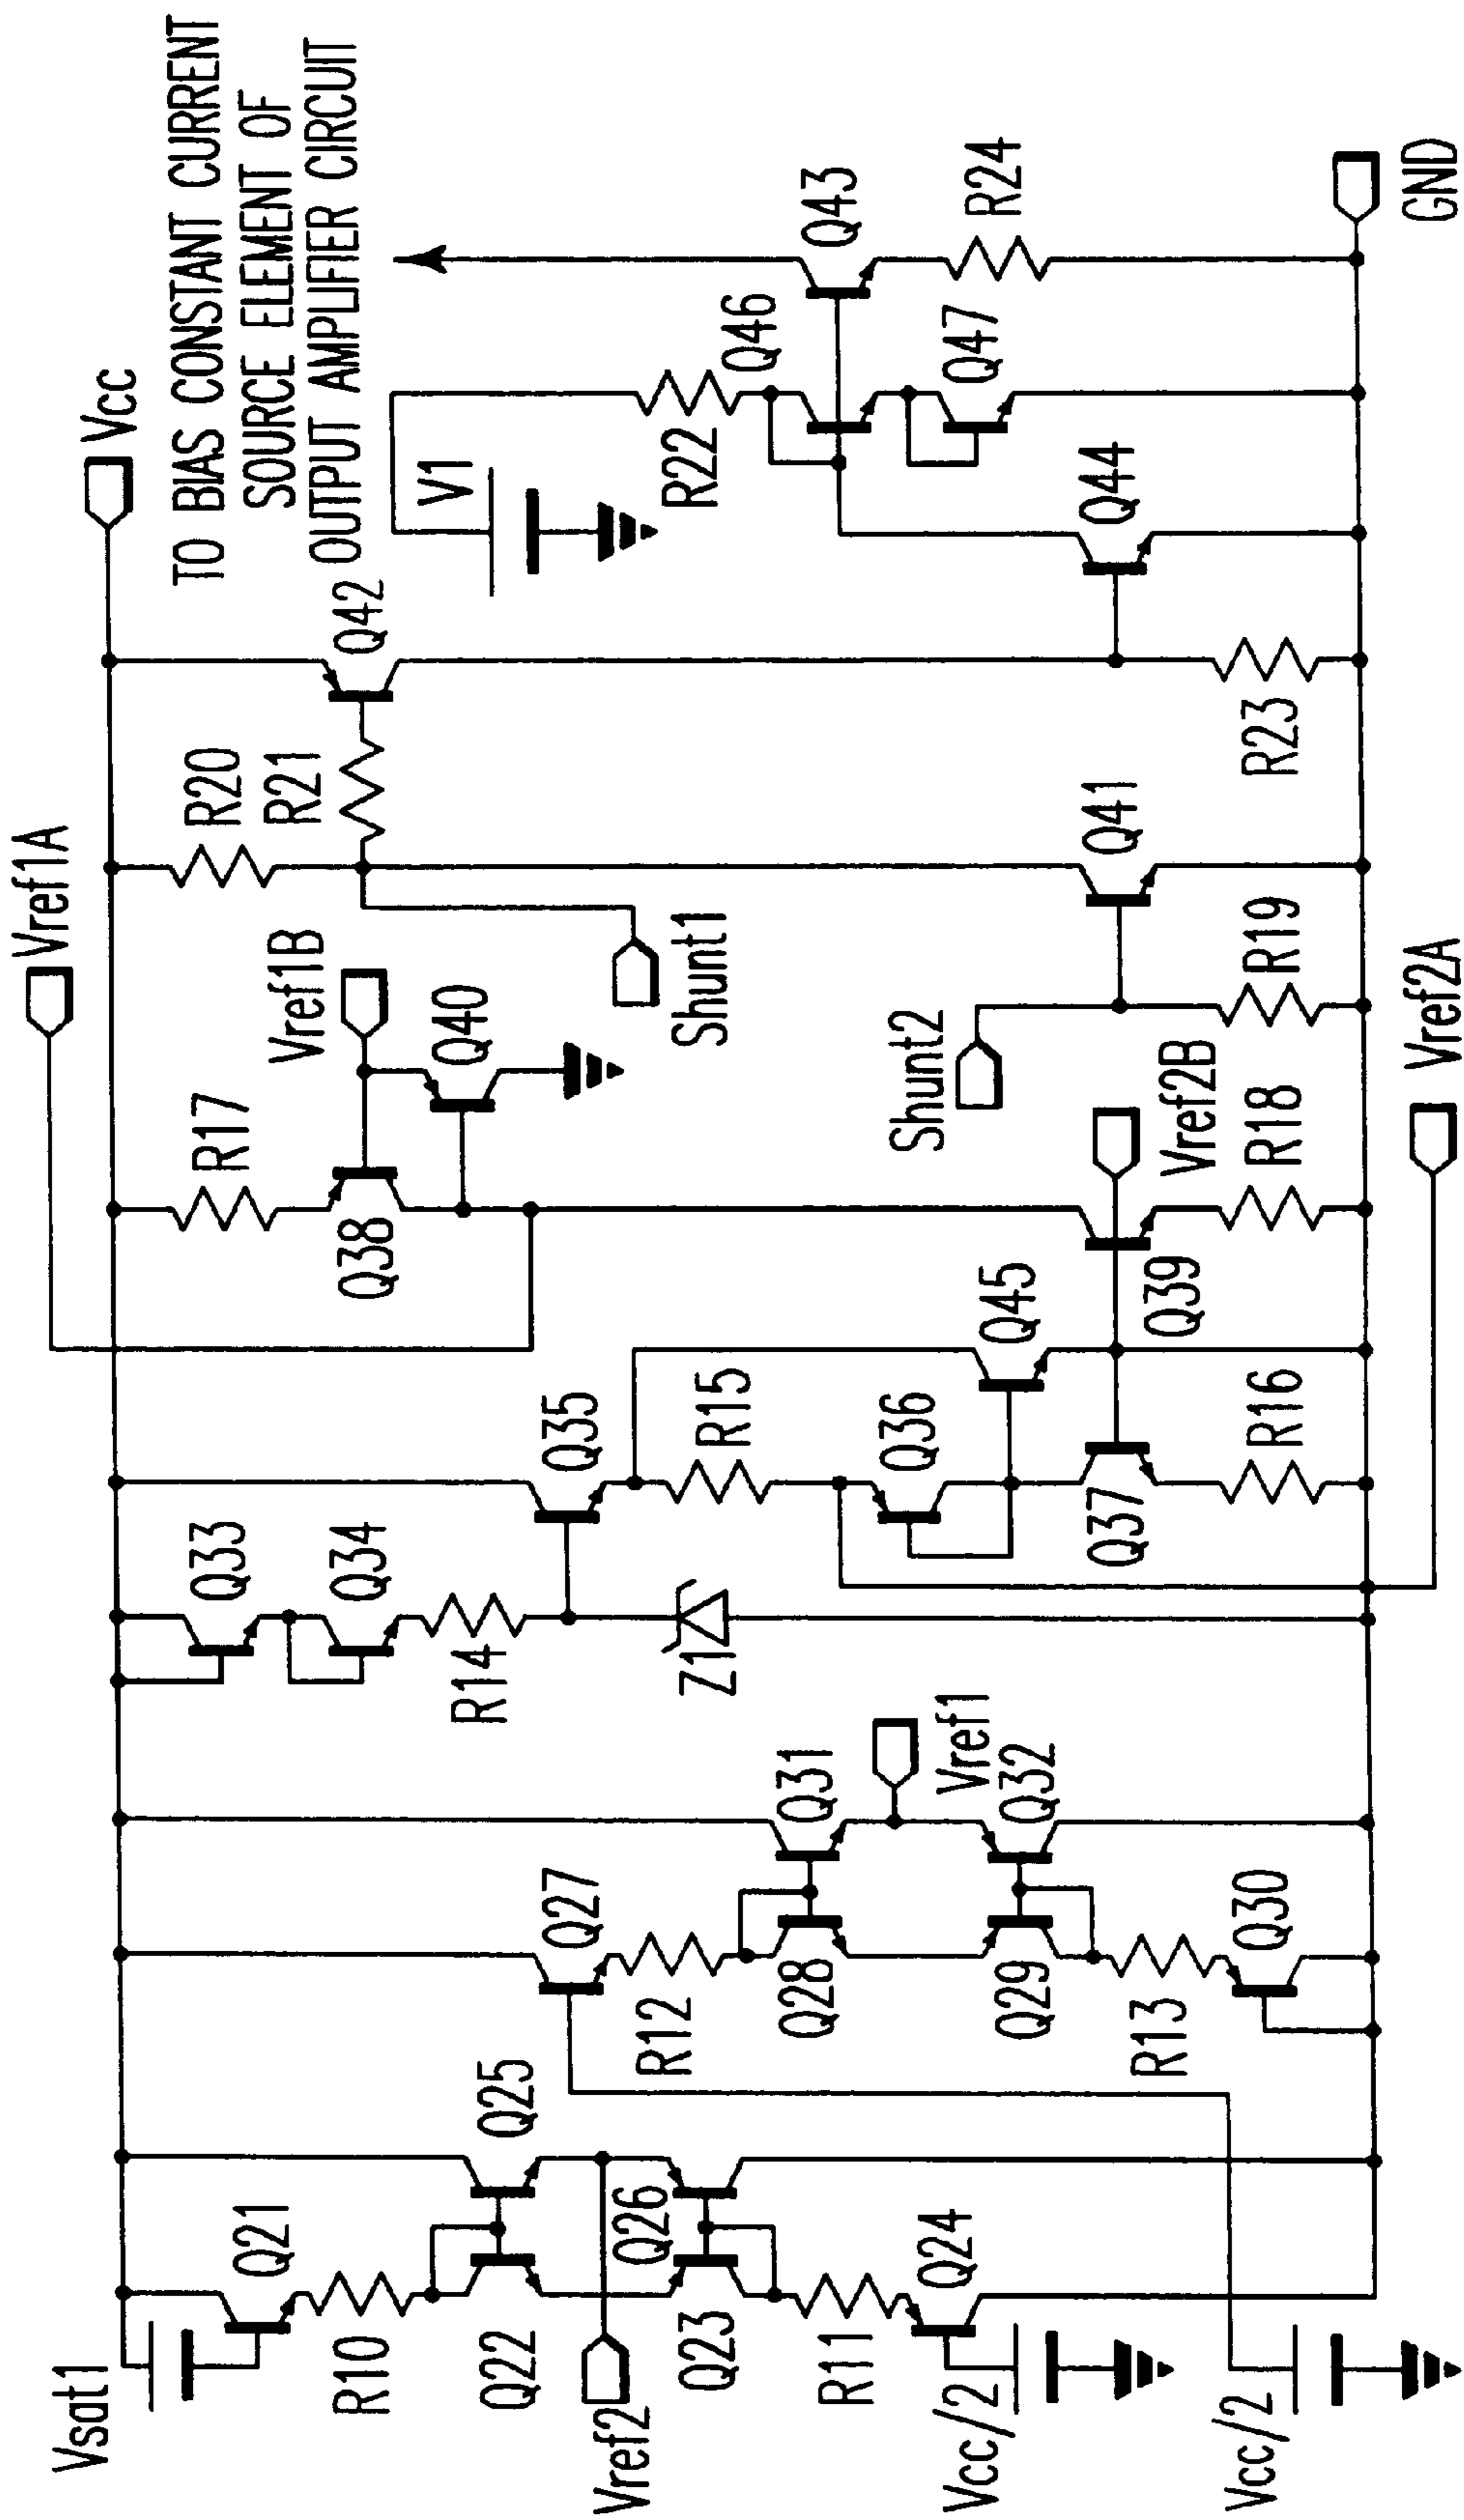 Vref1A
Vcc
TO BIAS CONSTANT CURRENT
SOURCE ELEMENT OF
OUTPUT AMPLIFIER CIRCUIT
Vsat1
Q21
R10
Q22
Vref2
Q23
R11
Q24
Vcc/2
Vcc/2
Q25
Q26
Q27
R12
Q28
Q29
R13
Q30
Q31
Vref1
Q32
Q33
Q34
R14
Z1
Q35
R15
Q36
Q37
R16
Q45
R17
Q38
Vref1B
Q40
Q39
Vref2B
R18
Vref2A
Shunt1
Shunt2
R19
R20
R21
Q41
Q42
R23
V1
R22
Q44
Q46
Q47
Q43
R24
GND